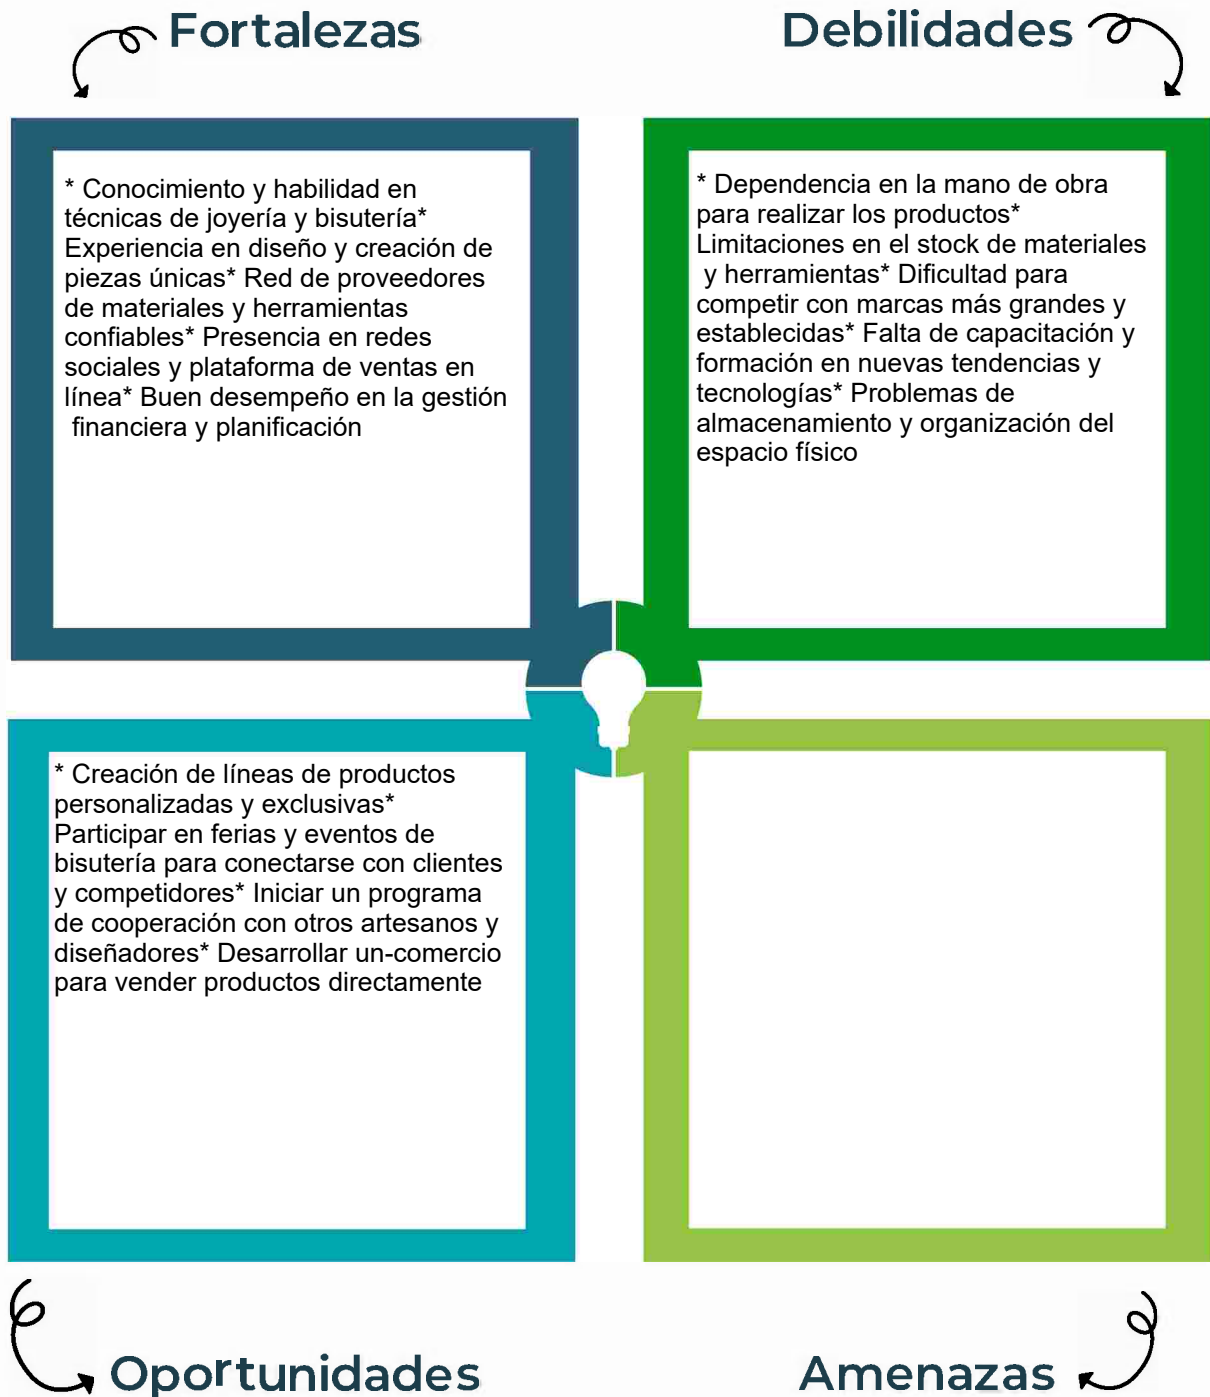 Fortalezas
Debilidades
* Conocimiento y habilidad en
técnicas de joyería y bisutería*
Experiencia en diseño y creación de
piezas únicas* Red de proveedores
de materiales y herramientas
confiables* Presencia en redes
sociales y plataforma de ventas en
línea* Buen desempeño en la gestión
financiera y planificación
* Dependencia en la mano de obra
para realizar los productos*
Limitaciones en el stock de materiales
y herramientas* Dificultad para
competir con marcas más grandes y
establecidas* Falta de capacitación y
formación en nuevas tendencias y
tecnologías* Problemas de
almacenamiento y organización del
espacio físico
* Creación de líneas de productos
personalizadas y exclusivas*
Participar en ferias y eventos de
bisutería para conectarse con clientes
y competidores* Iniciar un programa
de cooperación con otros artesanos y
diseñadores* Desarrollar un-comercio
para vender productos directamente
Oportunidades
Amenazas